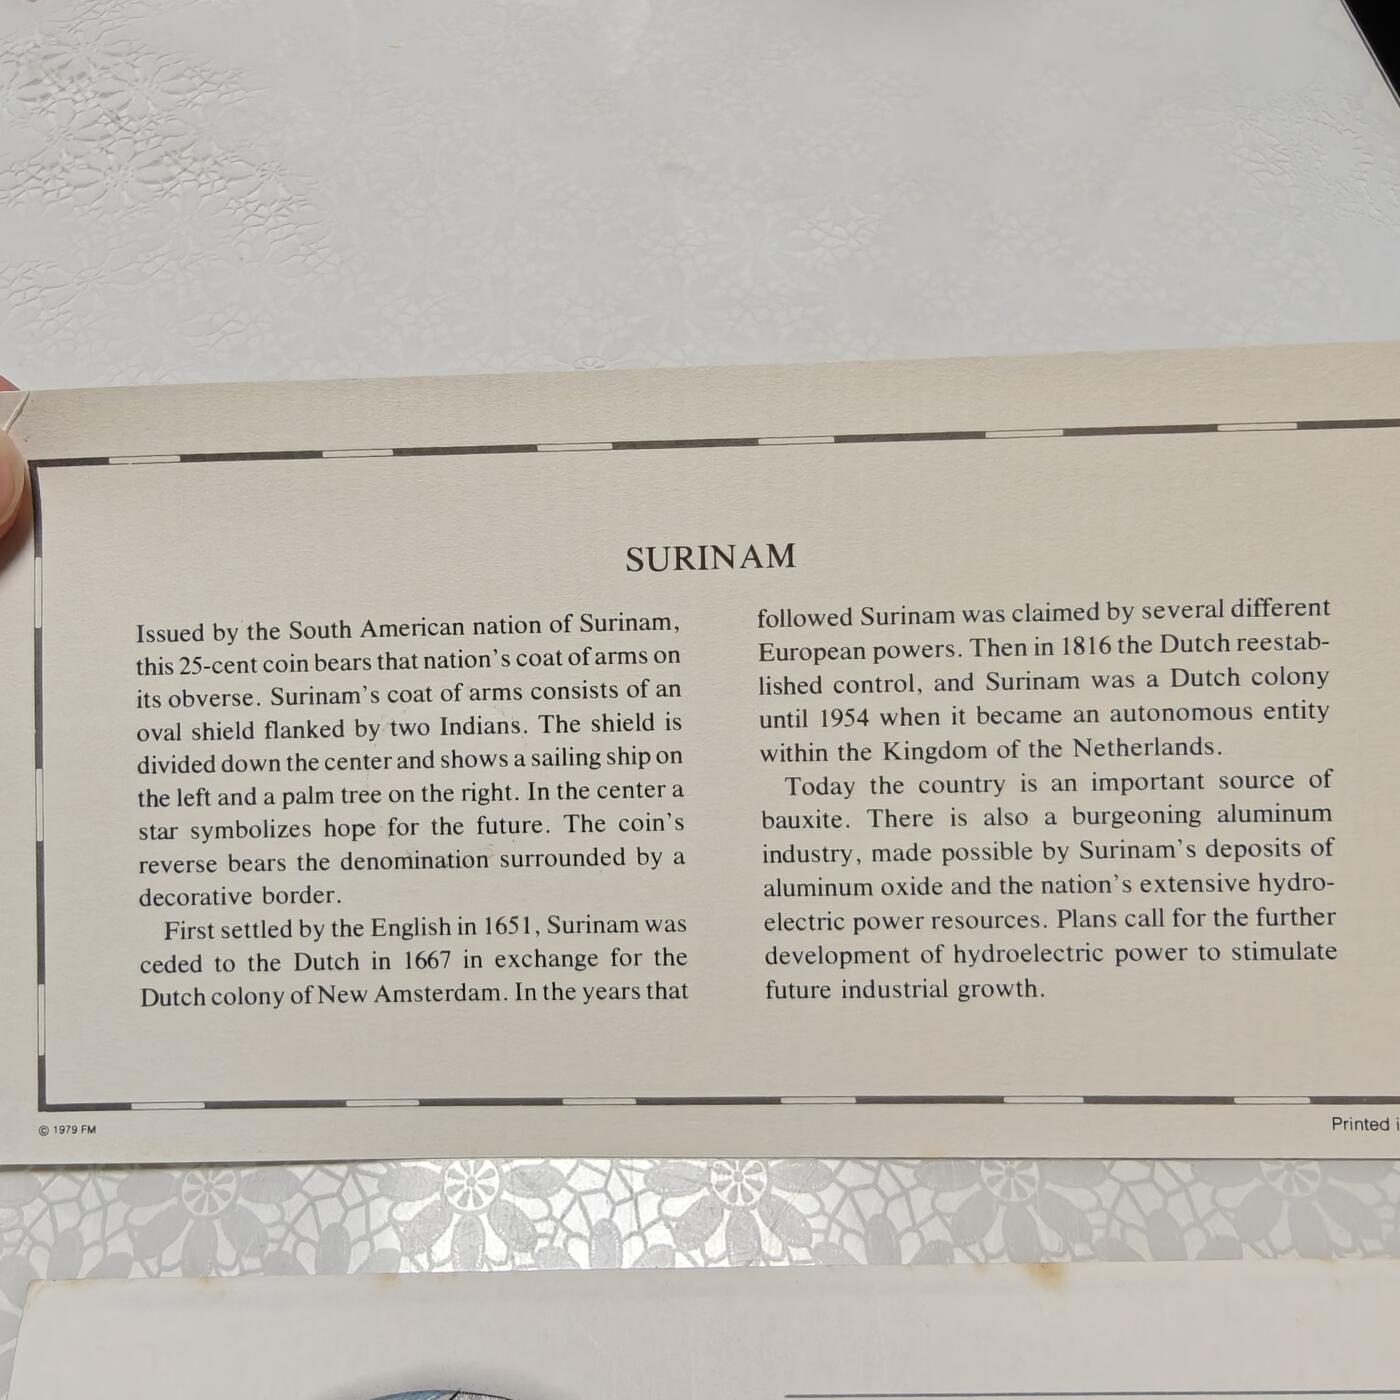 SURINAM
Issued by the South American nation of Surinam,
this 25-cent coin bears that nation's coat of arms on
its obverse. Surinam's coat of arms consists of an
oval shield flanked by two Indians. The shield is
divided down the center and shows a sailing ship on
the left and a palm tree on the right. In the center a
star symbolizes hope for the future. The coin's
reverse bears the denomination surrounded by a
decorative border.
First settled by the English in 1651, Surinam was
ceded to the Dutch in 1667 in exchange for the
Dutch colony of New Amsterdam. In the years that
followed Surinam was claimed by several different
European powers. Then in 1816 the Dutch reestab-
lished control, and Surinam was a Dutch colony
until 1954 when it became an autonomous entity
within the Kingdom of the Netherlands.
Today the country is an important source of
bauxite. There is also a burgeoning aluminum
industry, made possible by Surinam's deposits of
aluminum oxide and the nation's extensive hydro-
electric power resources. Plans call for the further
development of hydroelectric power to stimulate
future industrial growth.
© 1979 FM
Printed